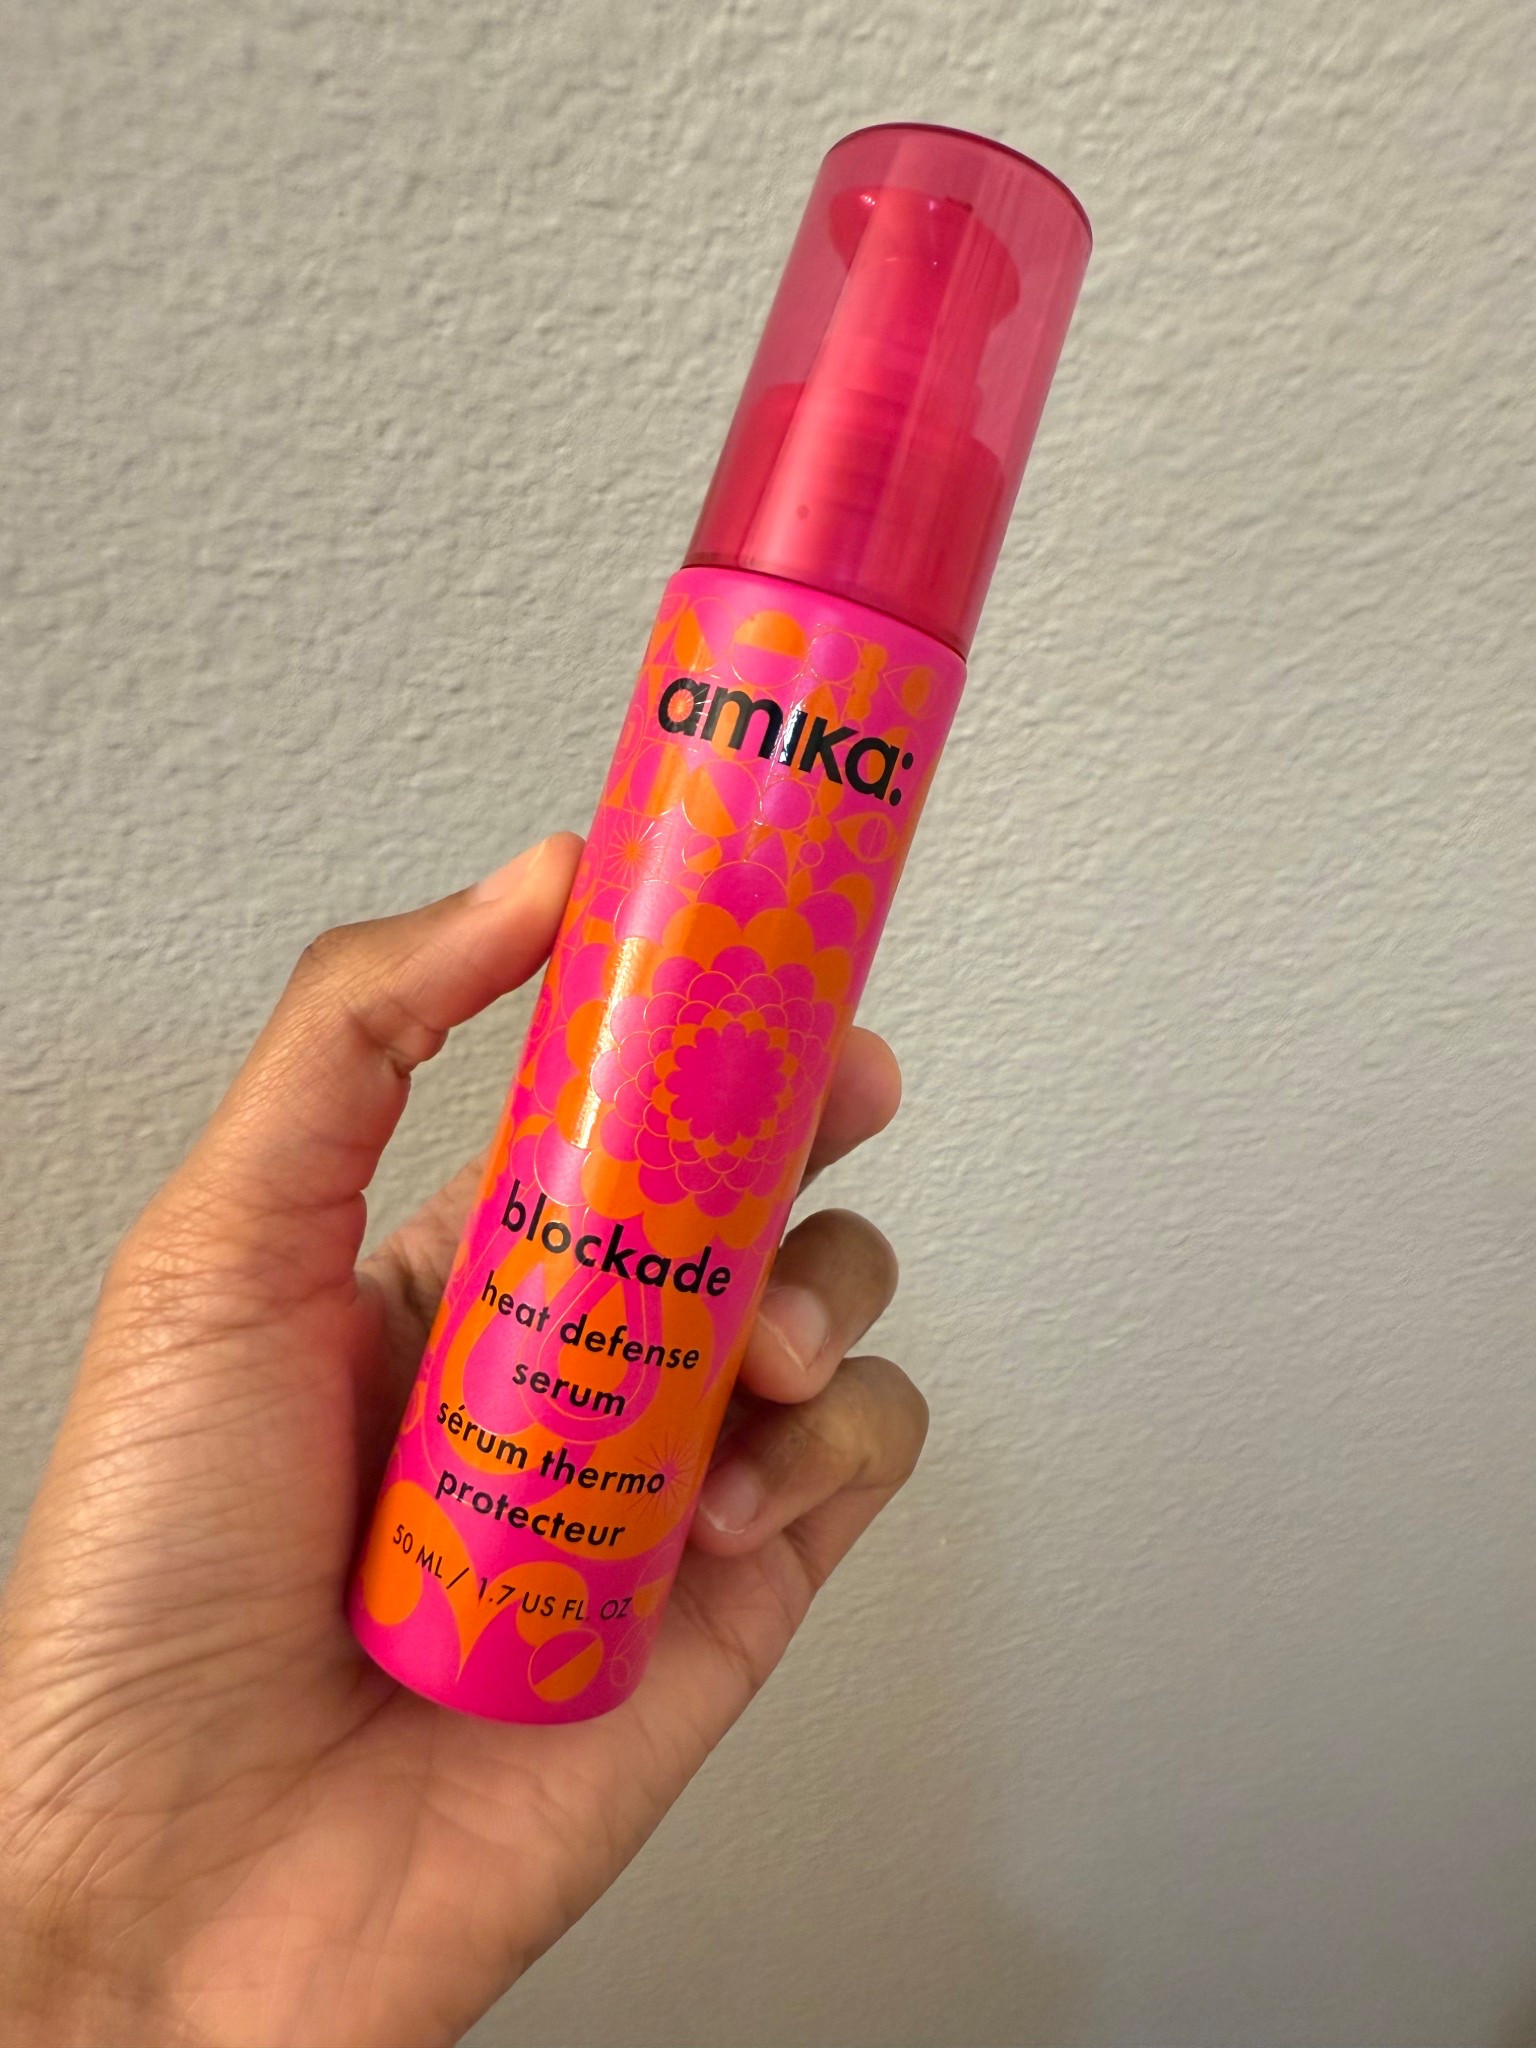 amika:
blockade
heat defense
serum
sérum thermo
protecteur
50 ML / 1.7 US FL. OZ